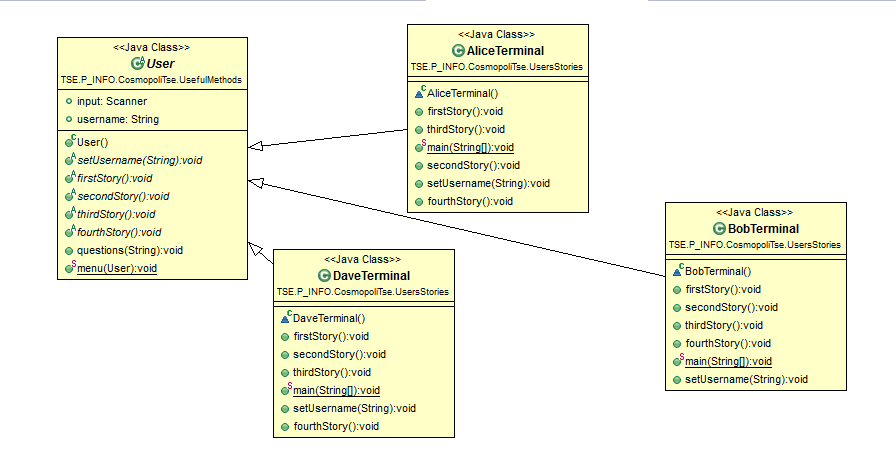 <<Java Class>>
User
TSE.P_INFO.CosmopoliTse.UsefulMethods
input: Scanner
username: String
User()
setUsername(String):void
firstStory():void
secondStory():void
thirdStory():void
fourthStory():void
questions(String):void
menu(User):void
<<Java Class>>
AliceTerminal
TSE.P_INFO.CosmopoliTse.UsersStories
AliceTerminal()
firstStory():void
thirdStory():void
main(String[]):void
secondStory():void
setUsername(String):void
fourthStory():void
<<Java Class>>
DaveTerminal
TSE.P_INFO.CosmopoliTse.UsersStories
DaveTerminal()
firstStory():void
secondStory():void
thirdStory():void
main(String[]):void
setUsername(String):void
fourthStory():void
<<Java Class>>
BobTerminal
TSE.P_INFO.CosmopoliTse.UsersStories
BobTerminal()
firstStory():void
secondStory():void
thirdStory():void
fourthStory():void
main(String[]):void
setUsername(String):void